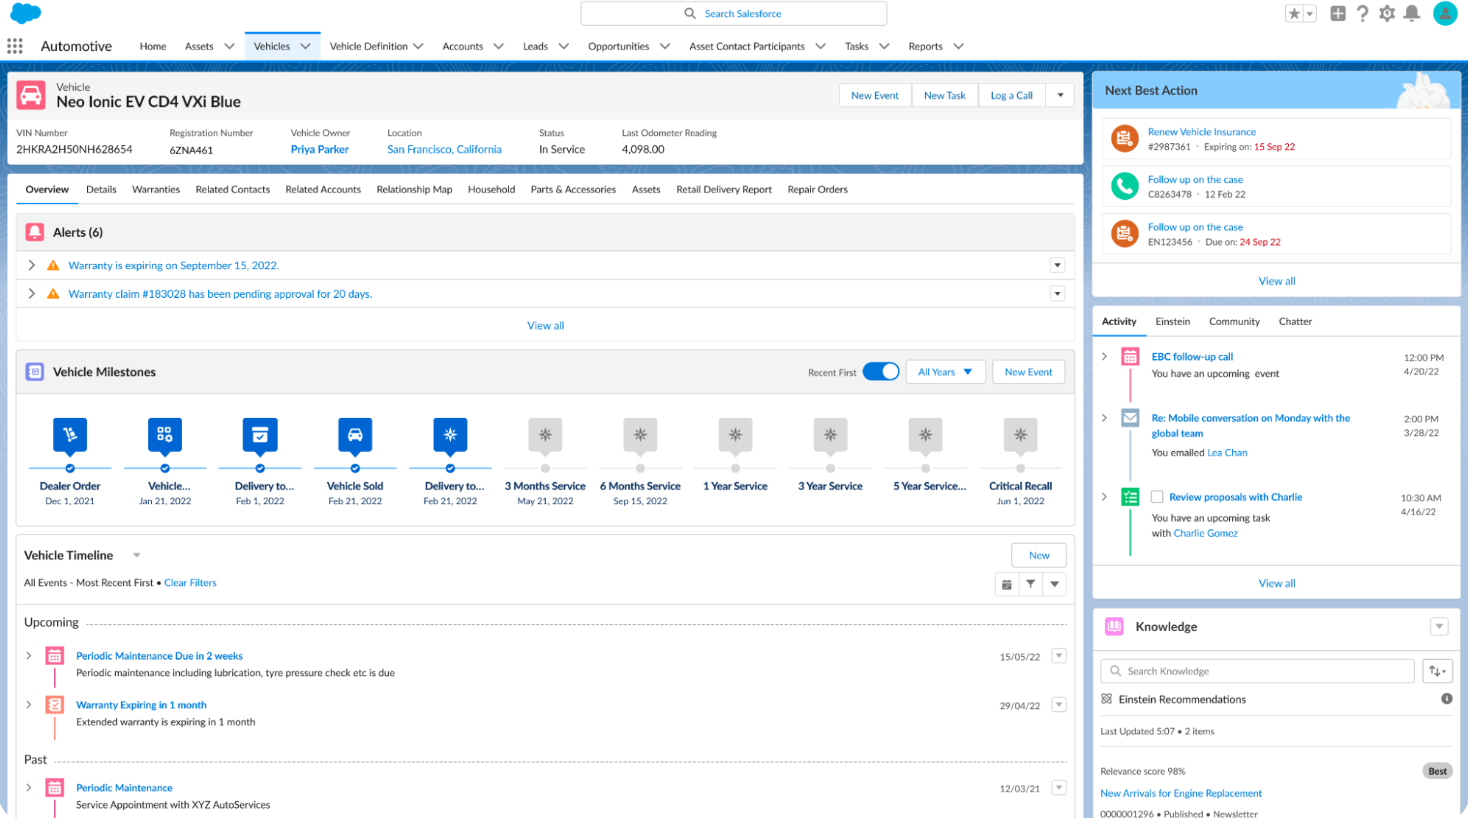 Search Salesforce
Automotive
Home
Assets
Vehicles
Vehicle Definition
Accounts
Leads
Opportunities
Asset Contact Participants
Tasks
Reports
Vehicle
Neo Ionic EV CD4 VXi Blue
New Event
New Task
Log a Call
VIN Number
2HKRA2H50NH628654
Registration Number
6ZNA461
Vehicle Owner
Priya Parker
Location
San Francisco, California
Status
In Service
Last Odometer Reading
4,098.00
Overview
Details
Warranties
Related Contacts
Related Accounts
Relationship Map
Household
Parts & Accessories
Assets
Retail Delivery Report
Repair Orders
Alerts (6)
Warranty is expiring on September 15, 2022.
Warranty claim #183028 has been pending approval for 20 days.
View all
Vehicle Milestones
Recent First
All Years
New Event
Dealer Order
Dec 1, 2021
Vehicle...
Jan 21, 2022
Delivery to...
Feb 1, 2022
Vehicle Sold
Feb 21, 2022
Delivery to...
Feb 21, 2022
3 Months Service
May 21, 2022
6 Months Service
Sep 15, 2022
1 Year Service
3 Year Service
5 Year Service...
Critical Recall
Jun 1, 2022
Vehicle Timeline
New
All Events - Most Recent First • Clear Filters
Upcoming
Periodic Maintenance Due in 2 weeks
15/05/22
Periodic maintenance including lubrication, tyre pressure check etc is due
Warranty Expiring in 1 month
29/04/22
Extended warranty is expiring in 1 month
Past
Periodic Maintenance
12/03/21
Service Appointment with XYZ AutoServices
Next Best Action
Renew Vehicle Insurance
#2987361 • Expiring on: 15 Sep 22
Follow up on the case
C8263478 • 12 Feb 22
Follow up on the case
EN123456 • Due on: 24 Sep 22
View all
Activity
Einstein
Community
Chatter
EBC follow-up call
12:00 PM
You have an upcoming event
4/20/22
Re: Mobile conversation on Monday with the
global team
2:00 PM
3/28/22
You emailed Lea Chan
Review proposals with Charlie
10:30 AM
4/16/22
You have an upcoming task
with Charlie Gomez
View all
Knowledge
Search Knowledge
Einstein Recommendations
Last Updated 5:07 • 2 items
Relevance score 98%
Best
New Arrivals for Engine Replacement
0000001296 • Published • Newsletter